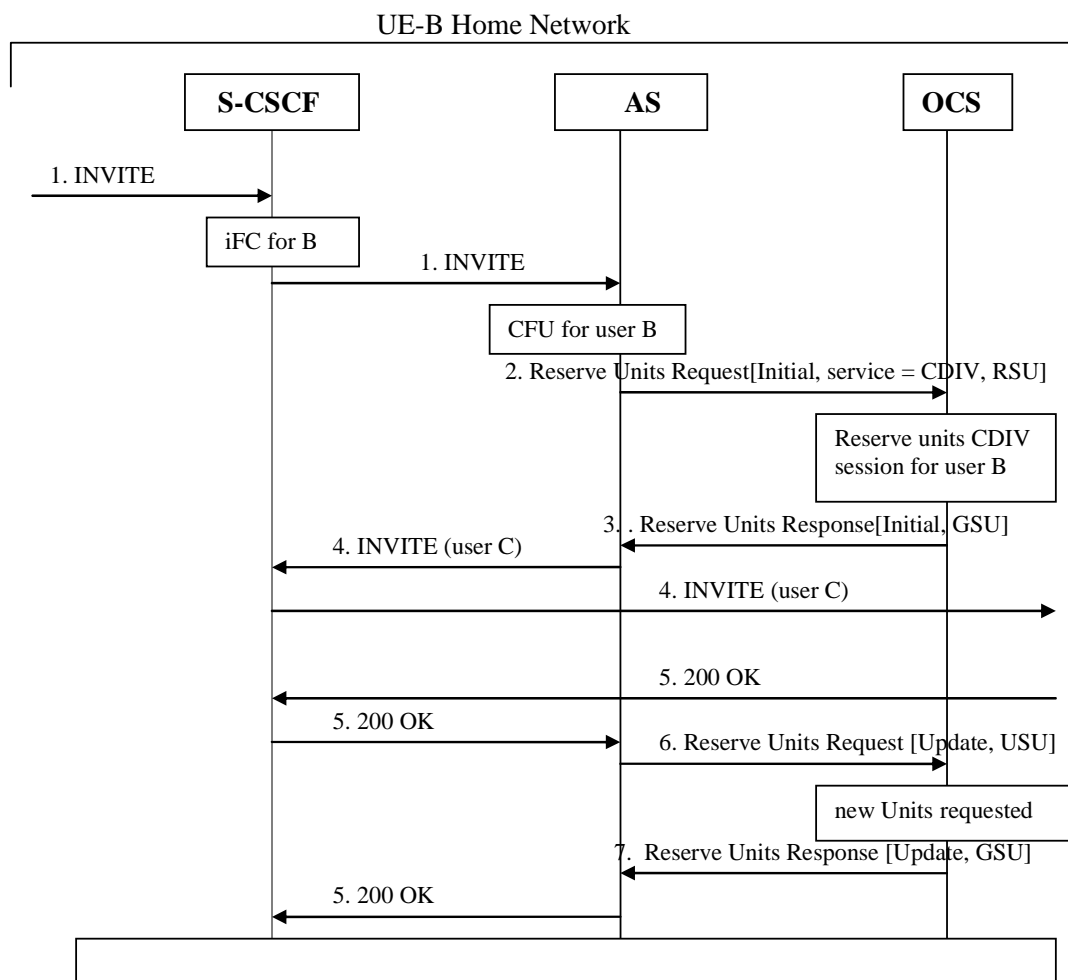 UE-B Home Network
S-CSCF
AS
OCS
1. INVITE
iFC for B
1. INVITE
CFU for user B
2. Reserve Units Request[Initial, service = CDIV, RSU]
Reserve units CDIV
session for user B
3. . Reserve Units Response[Initial, GSU]
4. INVITE (user C)
4. INVITE (user C)
5. 200 OK
5. 200 OK
6. Reserve Units Request [Update, USU]
new Units requested
7. Reserve Units Response [Update, GSU]
5. 200 OK